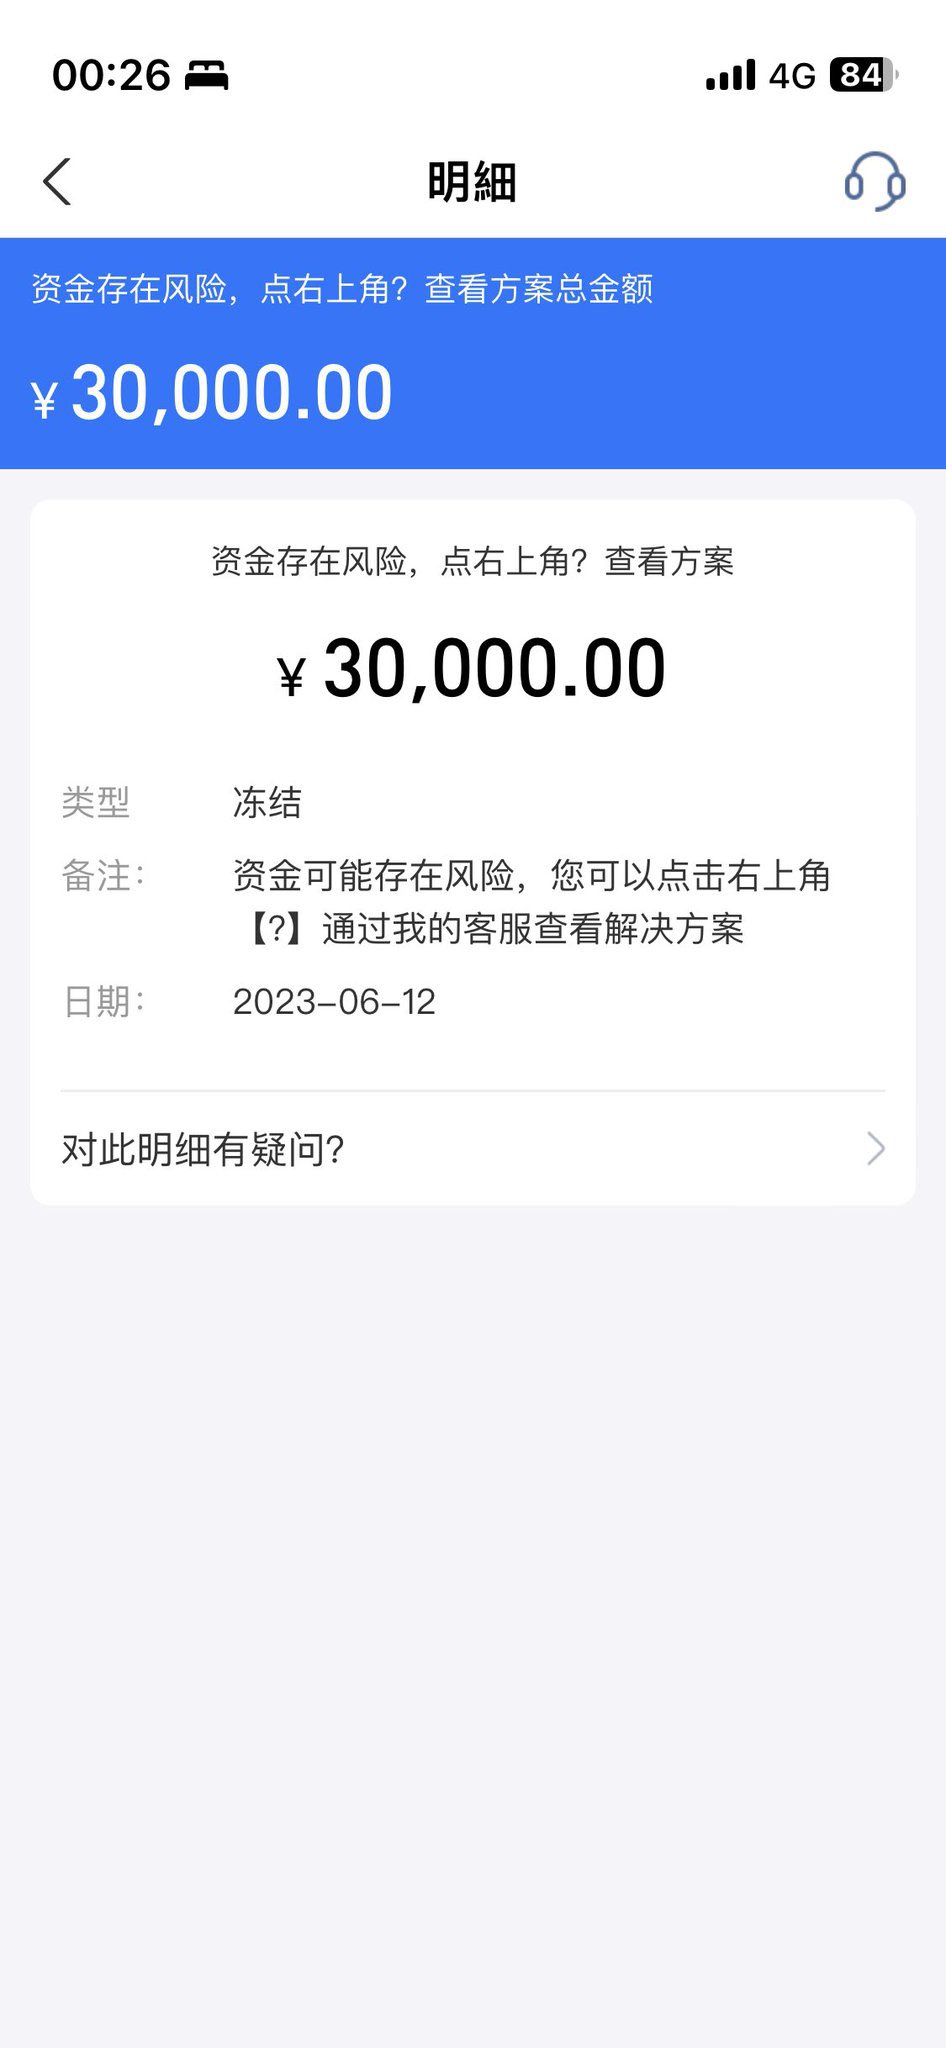 00:26
4G 84
明細
资金存在风险，点右上角？查看方案总金额
¥ 30,000.00
资金存在风险，点右上角？查看方案
¥ 30,000.00
类型 冻结
备注： 资金可能存在风险，您可以点击右上角
【?】通过我的客服查看解决方案
日期： 2023-06-12
对此明细有疑问？